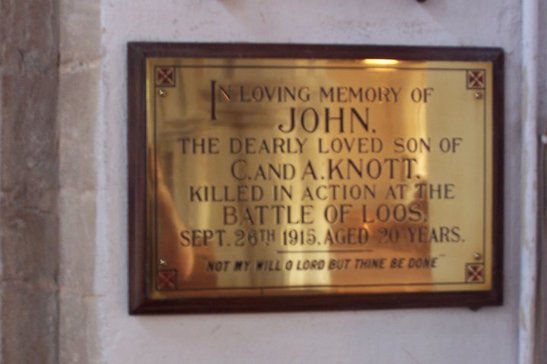 IN LOVING MEMORY OF
JOHN.
THE DEARLY LOVED SON OF
C. AND A. KNOTT.
KILLED IN ACTION AT THE
BATTLE OF LOOS.
SEPT. 26TH 1915. AGED 20 YEARS.
"NOT MY WILL O LORD BUT THINE BE DONE"